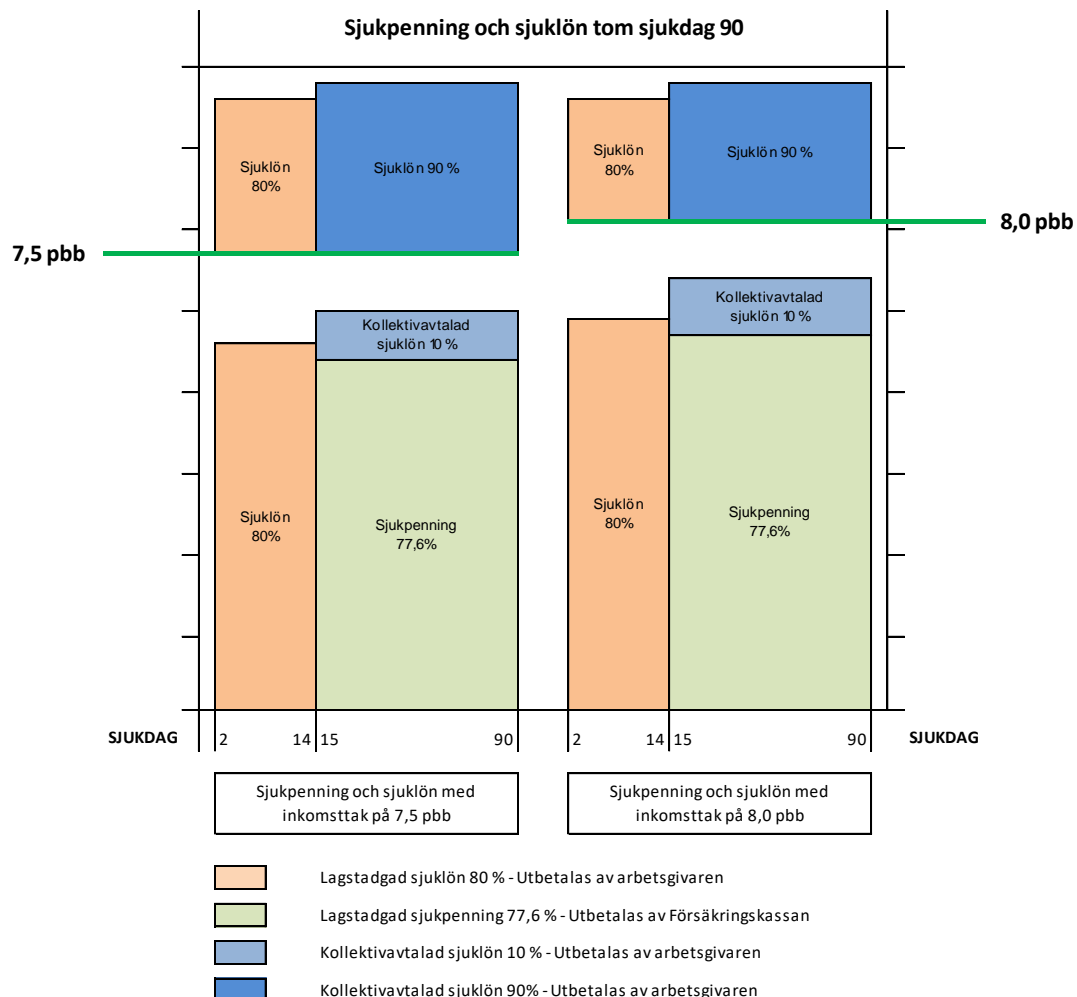 Sjukpenning och sjuklön tom sjukdag 90
Sjuklön
80%
Sjuklön 90 %
Sjuklön
80%
Sjuklön 90 %
7,5 pbb
8,0 pbb
Kollektivavtalad
sjuklön 10 %
Kollektivavtalad
sjuklön 10 %
Sjuklön
80%
Sjukpenning
77,6%
Sjuklön
80%
Sjukpenning
77,6%
SJUKDAG 2 14 15 90 2 14 15 90 SJUKDAG
Sjukpenning och sjuklön med
inkomsttak på 7,5 pbb
Sjukpenning och sjuklön med
inkomsttak på 8,0 pbb
Lagstadgad sjuklön 80 % - Utbetalas av arbetsgivaren
Lagstadgad sjukpenning 77,6 % - Utbetalas av Försäkringskassan
Kollektivavtalad sjuklön 10 % - Utbetalas av arbetsgivaren
Kollektivavtalad sjuklön 90% - Utbetalas av arbetsgivaren